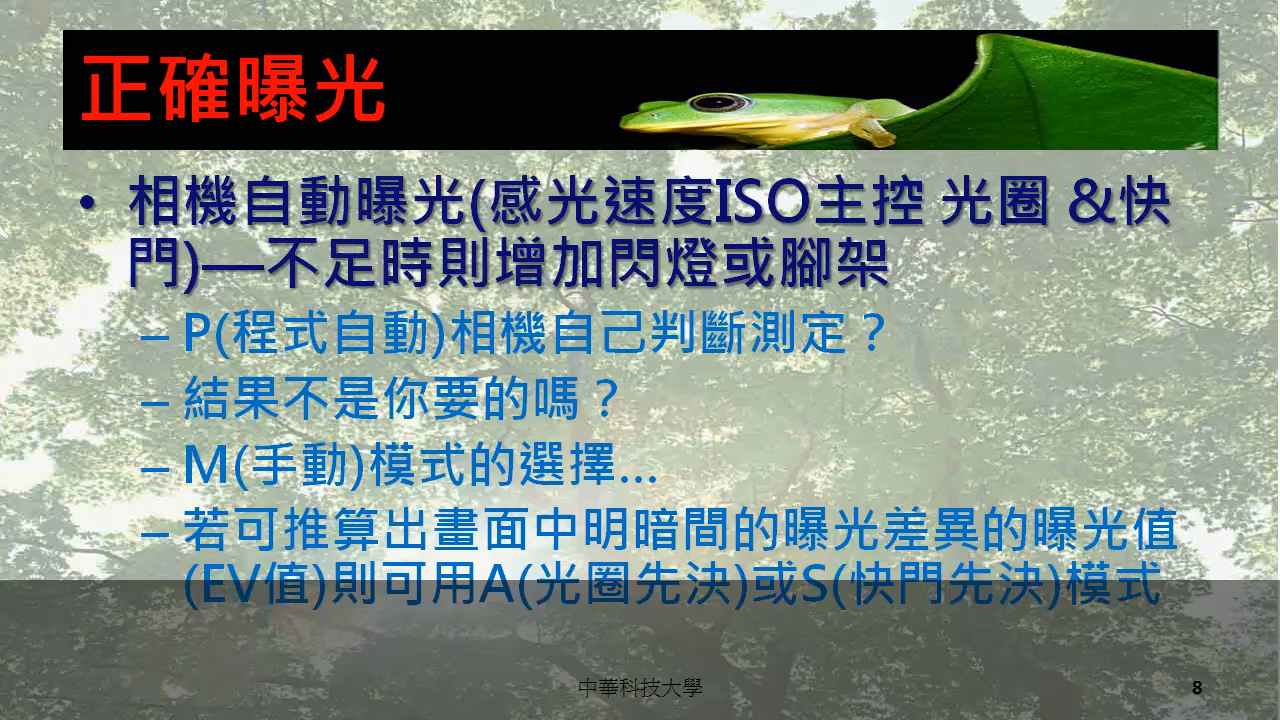 正確曝光
• 相機自動曝光(感光速度ISO主控 光圈 &快
門)—不足時則增加閃燈或腳架
– P(程式自動)相機自己判斷測定？
– 結果不是你要的嗎？
– M(手動)模式的選擇…
– 若可推算出畫面中明暗間的曝光差異的曝光值
(EV值)則可用A(光圈先決)或S(快門先決)模式
中華科技大學
8